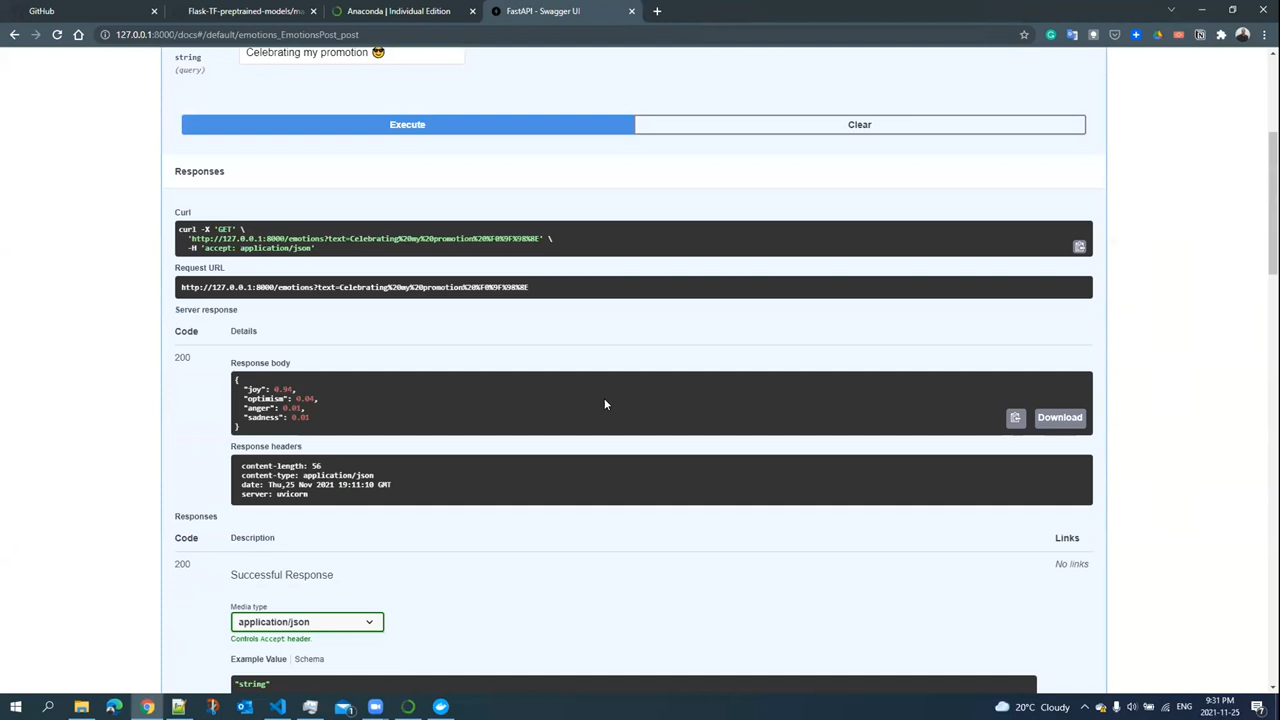 GitHub
Flask-TF-preptrained-models/ma
Anaconda | Individual Edition
FastAPI - Swagger UI
127.0.0.1:8000/docs#/default/emotions_EmotionsPost_post
string
(query)
Celebrating my promotion 😎
Execute
Clear
Responses
Curl
curl -X 'GET' \
'http://127.0.0.1:8000/emotions?text=Celebrating%20my%20promotion%20%F0%9F%98%8E' \
-H 'accept: application/json'
Request URL
http://127.0.0.1:8000/emotions?text=Celebrating%20my%20promotion%20%F0%9F%98%8E
Server response
Code
Details
200
Response body
{
"joy": 0.94,
"optimism": 0.04,
"anger": 0.01,
"sadness": 0.01
}
Download
Response headers
content-length: 56
content-type: application/json
date: Thu,25 Nov 2021 19:11:10 GMT
server: uvicorn
Responses
Code
Description
Links
200
Successful Response
No links
Media type
application/json
Controls Accept header.
Example Value
Schema
"string"
20°C Cloudy
ENG
9:31 PM
2021-11-25